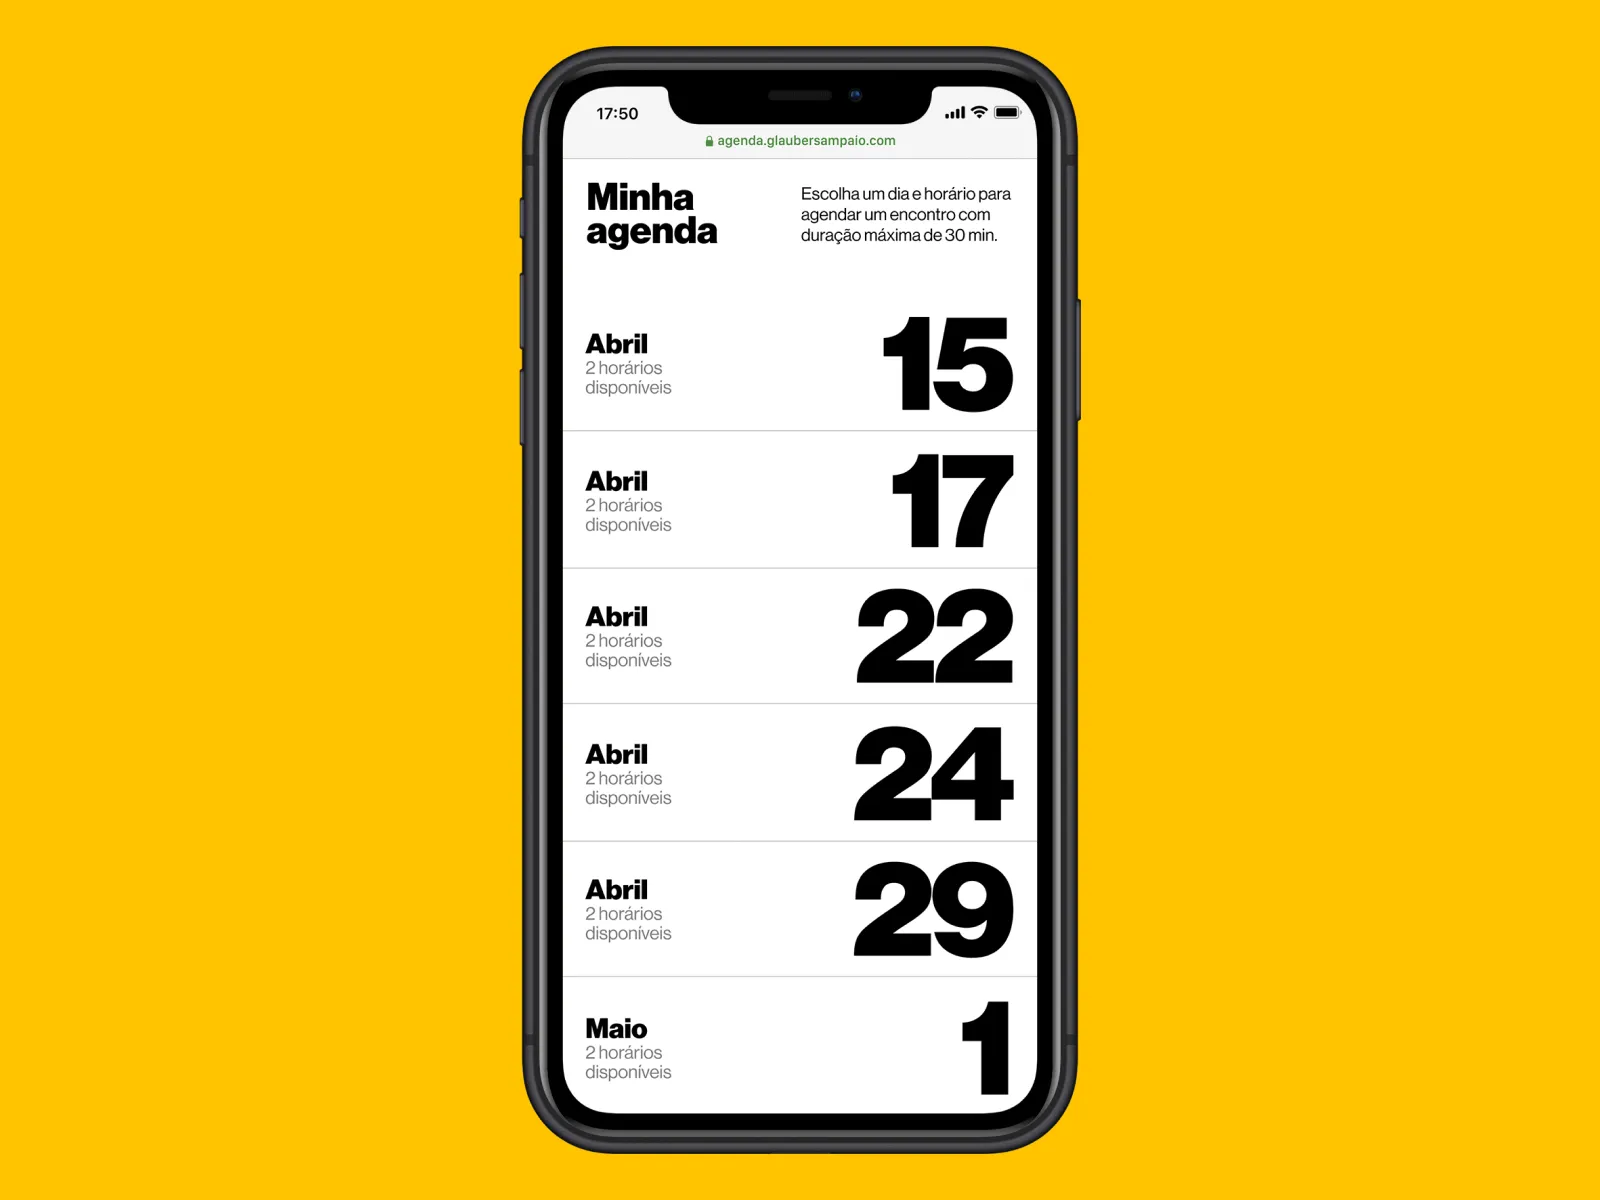 17:50
agenda.glaubersampaio.com
Minha
agenda
Escolha um dia e horário para
agendar um encontro com
duração máxima de 30 min.
Abril
2 horários
disponíveis
15
Abril
2 horários
disponíveis
17
Abril
2 horários
disponíveis
22
Abril
2 horários
disponíveis
24
Abril
2 horários
disponíveis
29
Maio
2 horários
disponíveis
1